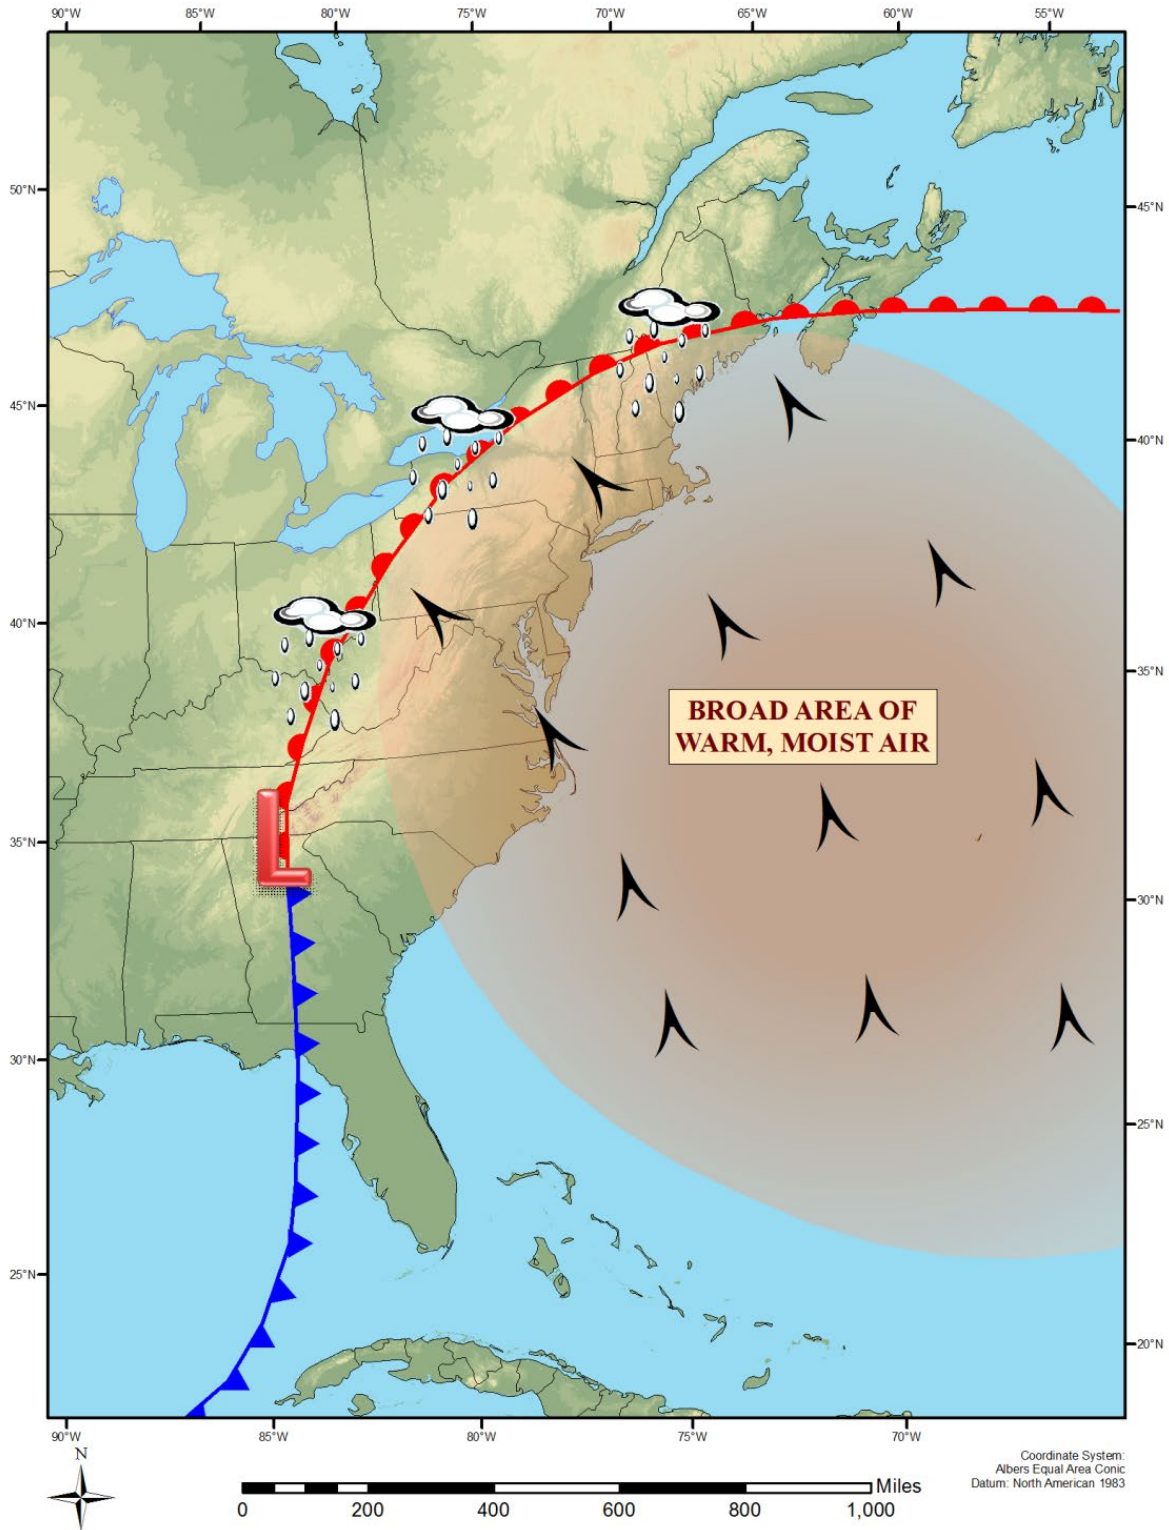 90°W 85°W 80°W 75°W 70°W 65°W 60°W 55°W
50°N
45°N
45°N
40°N
40°N
35°N
BROAD AREA OF
WARM, MOIST AIR
L
35°N
30°N
30°N
25°N
25°N
20°N
90°W 85°W 80°W 75°W 70°W
N
Coordinate System:
Albers Equal Area Conic
Datum: North American 1983
Miles
0 200 400 600 800 1,000